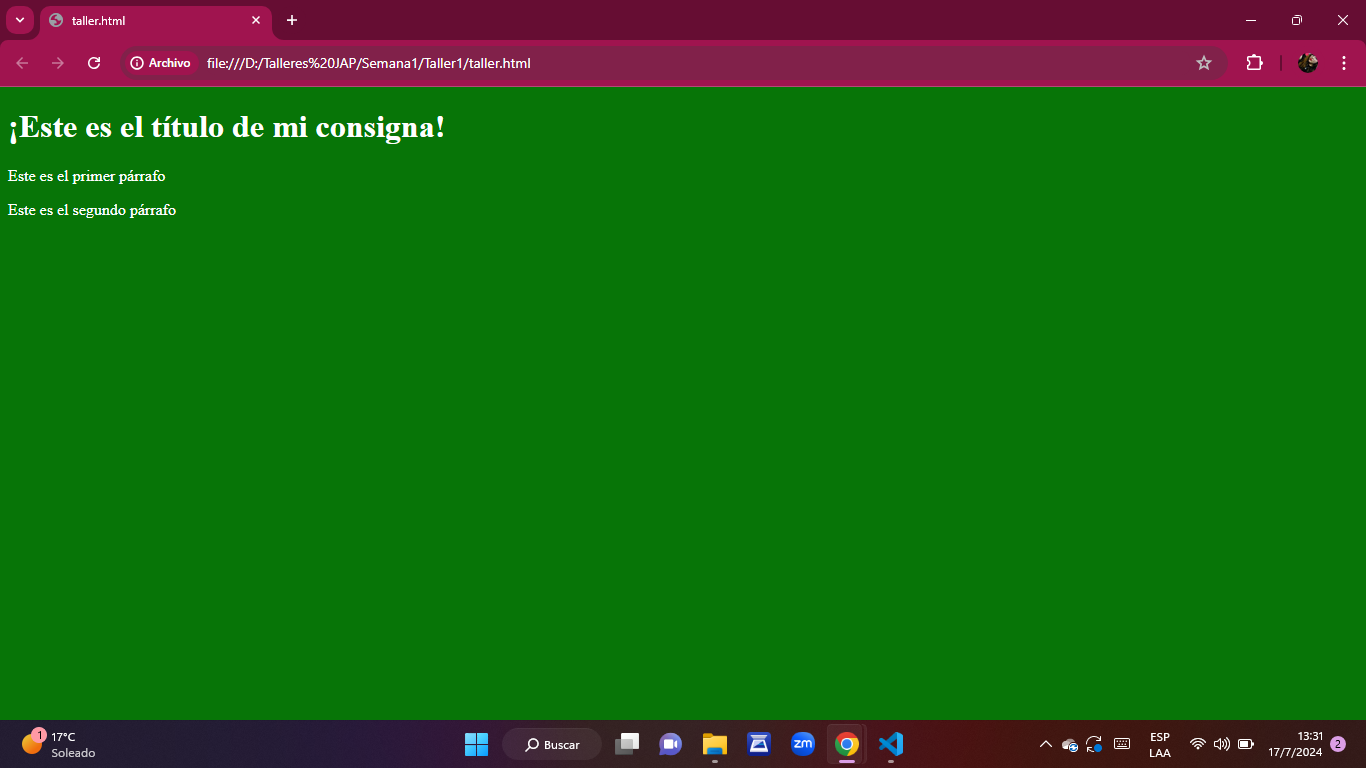 taller.html
Archivo
file:///D:/Talleres%20JAP/Semana1/Taller1/taller.html
¡Este es el título de mi consigna!
Este es el primer párrafo
Este es el segundo párrafo
1
17°C
Soleado
Buscar
zm
ESP
LAA
13:31
17/7/2024
2